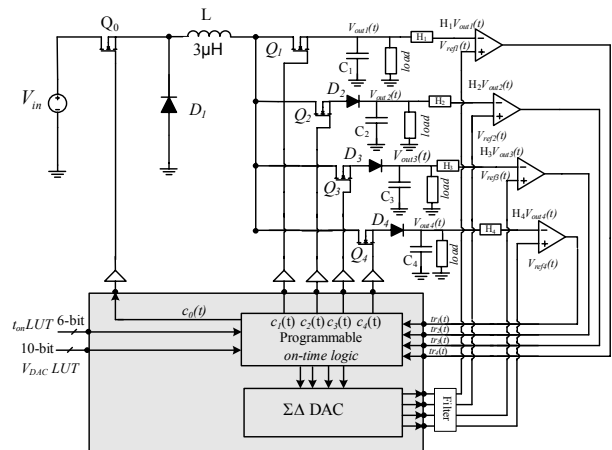 Q0
L
3µH
Vin
D1
Q1
Vout1(t)
C1
load
H1
H1Vout1(t)
Vref1(t)
Q2
D2
Vout2(t)
C2
load
H2
H2Vout2(t)
Vref2(t)
Q3
D3
Vout3(t)
C3
load
H3
H3Vout3(t)
Vref3(t)
Q4
D4
Vout4(t)
C4
load
H4
H4Vout4(t)
Vref4(t)
c0(t)
c1(t) c2(t) c3(t) c4(t)
Programmable
on-time logic
tonLUT 6-bit
10-bit
VDAC LUT
tr1(t)
tr2(t)
tr3(t)
tr4(t)
ΣΔ DAC
Filter